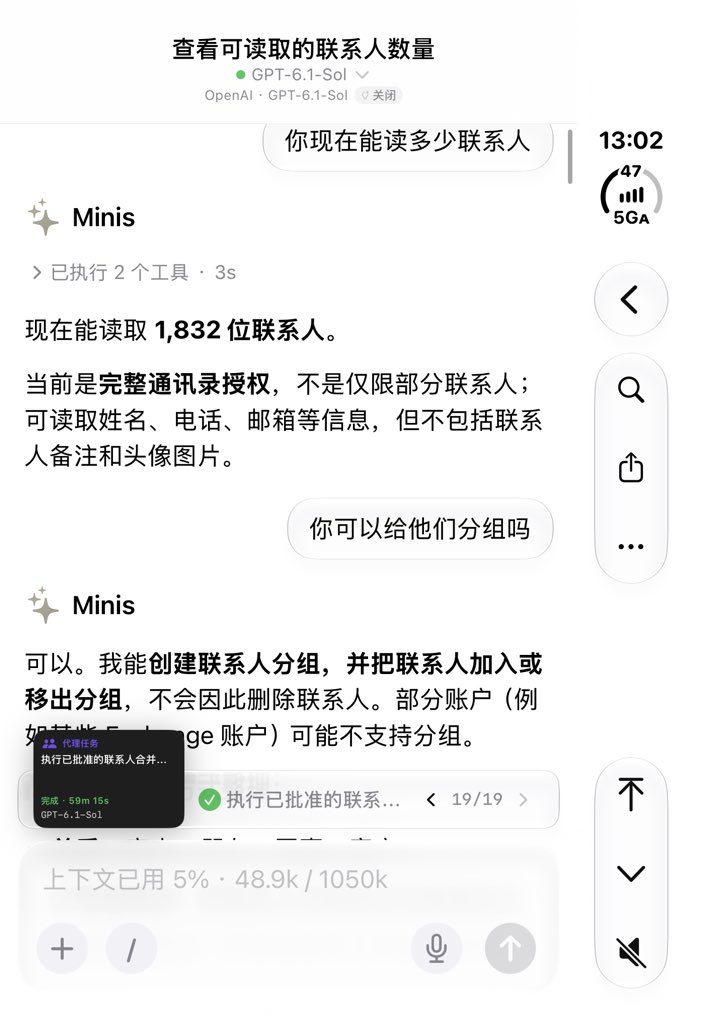 查看可读取的联系人数量
GPT-6.1-Sol
OpenAI · GPT-6.1-Sol 关闭
你现在能读多少联系人
13:02
47
5GA
Minis
已执行 2 个工具 · 3s
现在能读取 1,832 位联系人。
当前是完整通讯录授权，不是仅限部分联系人；
可读取姓名、电话、邮箱等信息，但不包括联系
人备注和头像图片。
你可以给他们分组吗
Minis
可以。我能创建联系人分组，并把联系人加入或
移出分组，不会因此删除联系人。部分账户（例
ge 账户）可能不支持分组。
代理任务
执行已批准的联系人合并...
完成 · 59m 15s
GPT-6.1-Sol
执行已批准的联系... 19/19
上下文已用 5% · 48.9k / 1050k
/